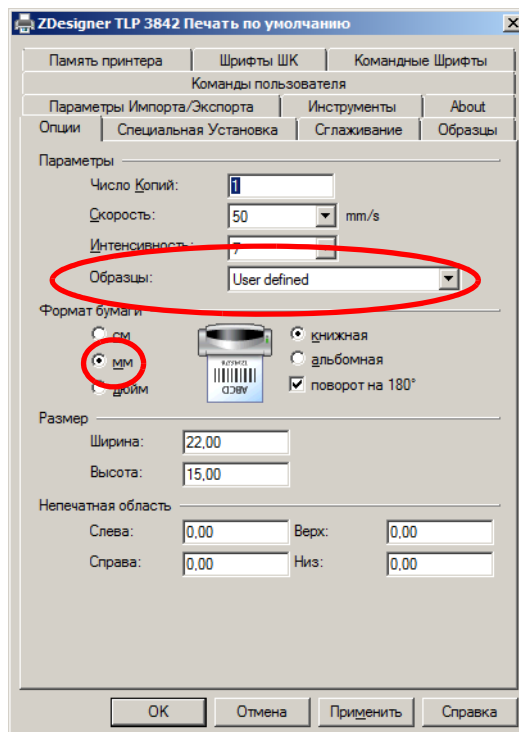 ZDesigner TLP 3842 Печать по умолчанию
Память принтера Шрифты ШК Командные Шрифты
Команды пользователя
Параметры Импорта/Экспорта Инструменты About
Опции Специальная Установка Сглаживание Образцы
Параметры
Число Копий: 1
Скорость: 50 mm/s
Интенсивность: 7
Образцы: User defined
Формат бумаги
см книжная
мм альбомная
дюйм поворот на 180°
ABCD
Размер
Ширина: 22,00
Высота: 15,00
Непечатная область
Слева: 0,00 Верх: 0,00
Справа: 0,00 Низ: 0,00
OK Отмена Применить Справка